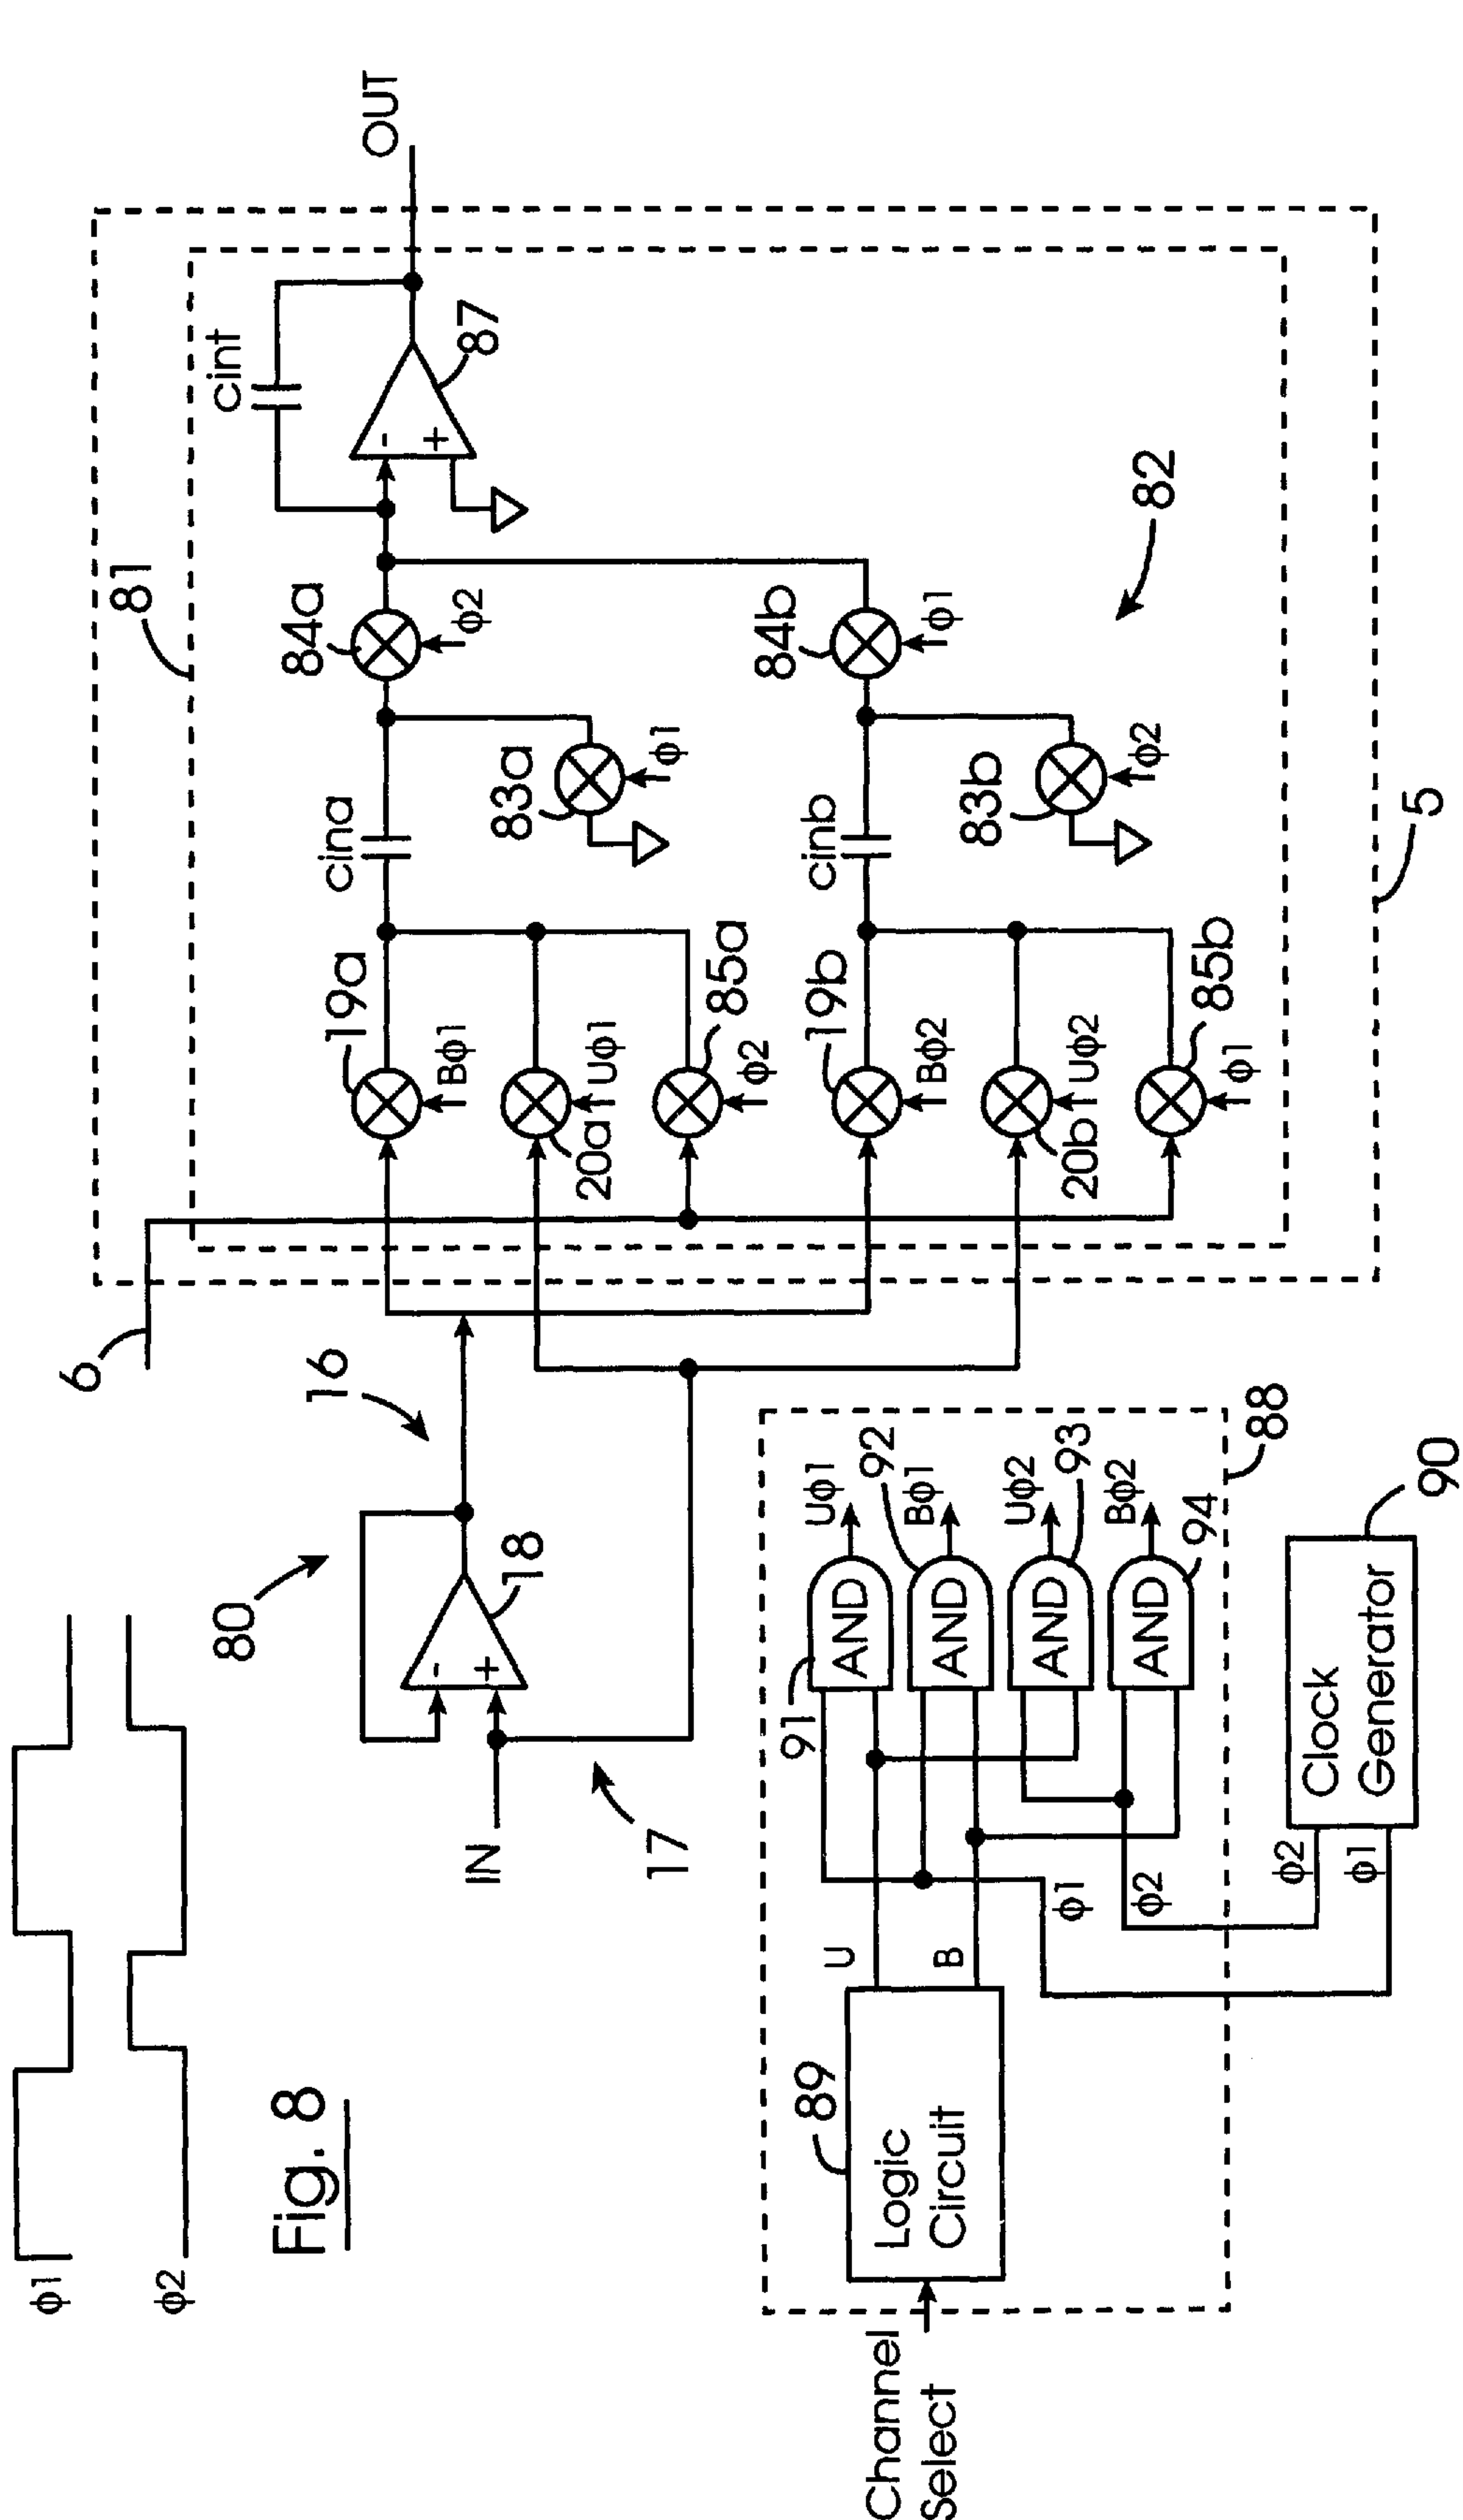 ϕ1
ϕ2
Fig. 8
80
16
6
81
cint
OUT
87
IN
-
+
18
17
19a
Bϕ1
cina
84a
ϕ2
-
+
20a
Uϕ1
83a
ϕ1
85a
ϕ2
19b
Bϕ2
cinb
84b
ϕ1
82
20b
Uϕ2
83b
ϕ2
85b
ϕ1
5
Channel
Select
89
Logic
Circuit
U
B
ϕ1
ϕ2
91
AND
Uϕ1
92
AND
Bϕ1
AND
Uϕ2
93
AND
Bϕ2
94
88
ϕ2
ϕ1
Clock
Generator
90